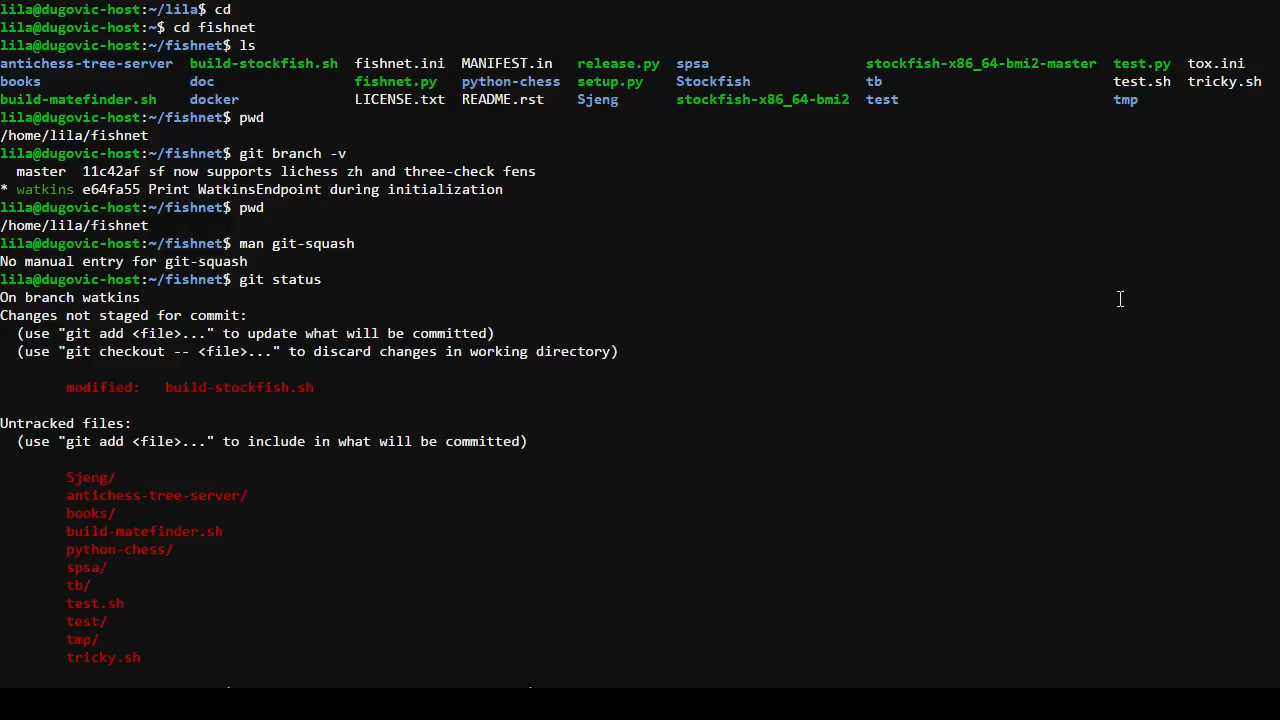 lila@dugovic-host:~/lila$ cd
lila@dugovic-host:~$ cd fishnet
lila@dugovic-host:~/fishnet$ ls
antichess-tree-server  build-stockfish.sh  fishnet.ini  MANIFEST.in    release.py  spsa                    stockfish-x86_64-bmi2-master  test.py  tox.ini
books                  doc                 fishnet.py   python-chess   setup.py    Stockfish               tb                            test.sh  tricky.sh
build-matefinder.sh    docker              LICENSE.txt  README.rst     Sjeng       stockfish-x86_64-bmi2   test                          tmp
lila@dugovic-host:~/fishnet$ pwd
/home/lila/fishnet
lila@dugovic-host:~/fishnet$ git branch -v
  master  11c42af sf now supports lichess zh and three-check fens
* watkins e64fa55 Print WatkinsEndpoint during initialization
lila@dugovic-host:~/fishnet$ pwd
/home/lila/fishnet
lila@dugovic-host:~/fishnet$ man git-squash
No manual entry for git-squash
lila@dugovic-host:~/fishnet$ git status
On branch watkins
Changes not staged for commit:
  (use "git add <file>..." to update what will be committed)
  (use "git checkout -- <file>..." to discard changes in working directory)
        modified:   build-stockfish.sh
Untracked files:
  (use "git add <file>..." to include in what will be committed)
        Sjeng/
        antichess-tree-server/
        books/
        build-matefinder.sh
        python-chess/
        spsa/
        tb/
        test.sh
        test/
        tmp/
        tricky.sh